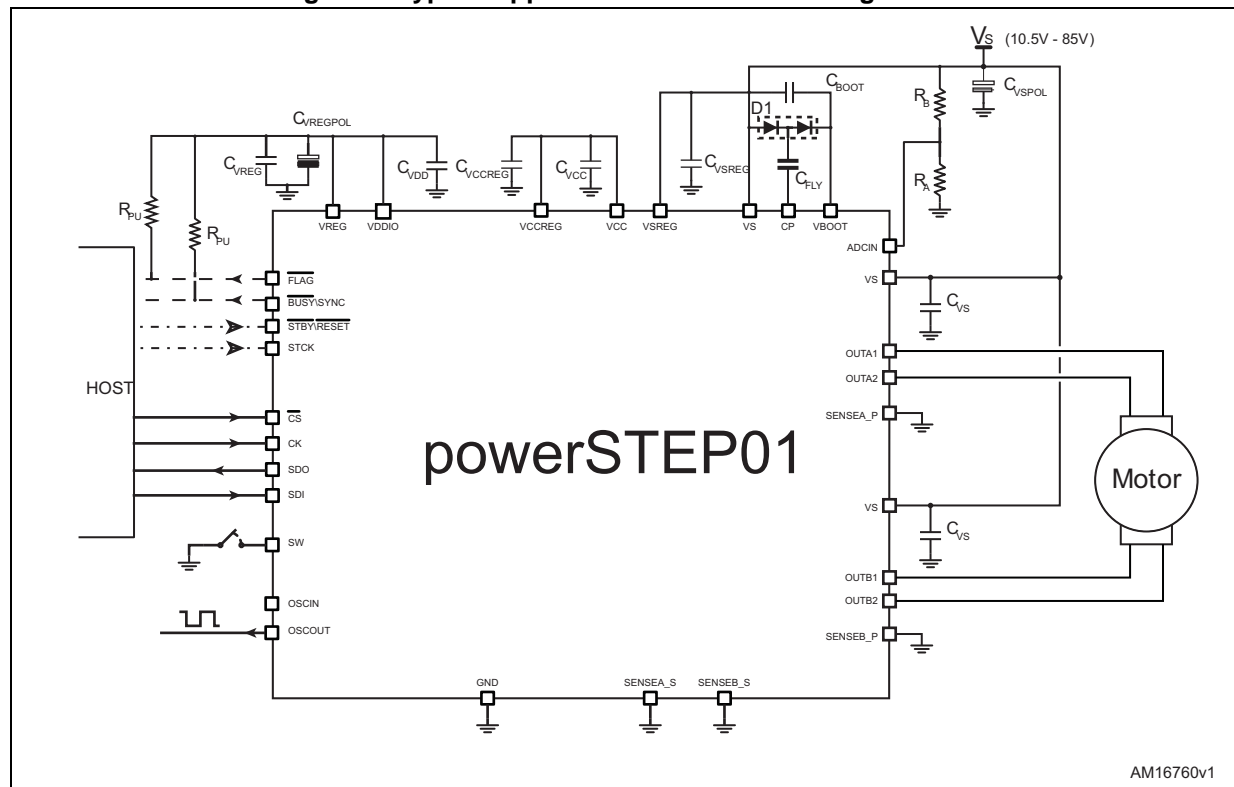 VS (10.5V - 85V)
CBOOT
RB
CVSPOL
D1
CVREGPOL
CVREG
CVDD
CVCCREG
CVCC
CVSREG
CFLY
RA
RPU
RPU
VREG
VDDIO
VCCREG
VCC
VSREG
VS
CP
VBOOT
ADCIN
VS
CVS
FLAG
BUSY\SYNC
STBY\RESET
STCK
HOST
CS
CK
SDO
SDI
SW
OSCIN
OSCOUT
powerSTEP01
OUTA1
OUTA2
SENSEA_P
Motor
VS
CVS
OUTB1
OUTB2
SENSEB_P
GND
SENSEA_S
SENSEB_S
AM16760v1